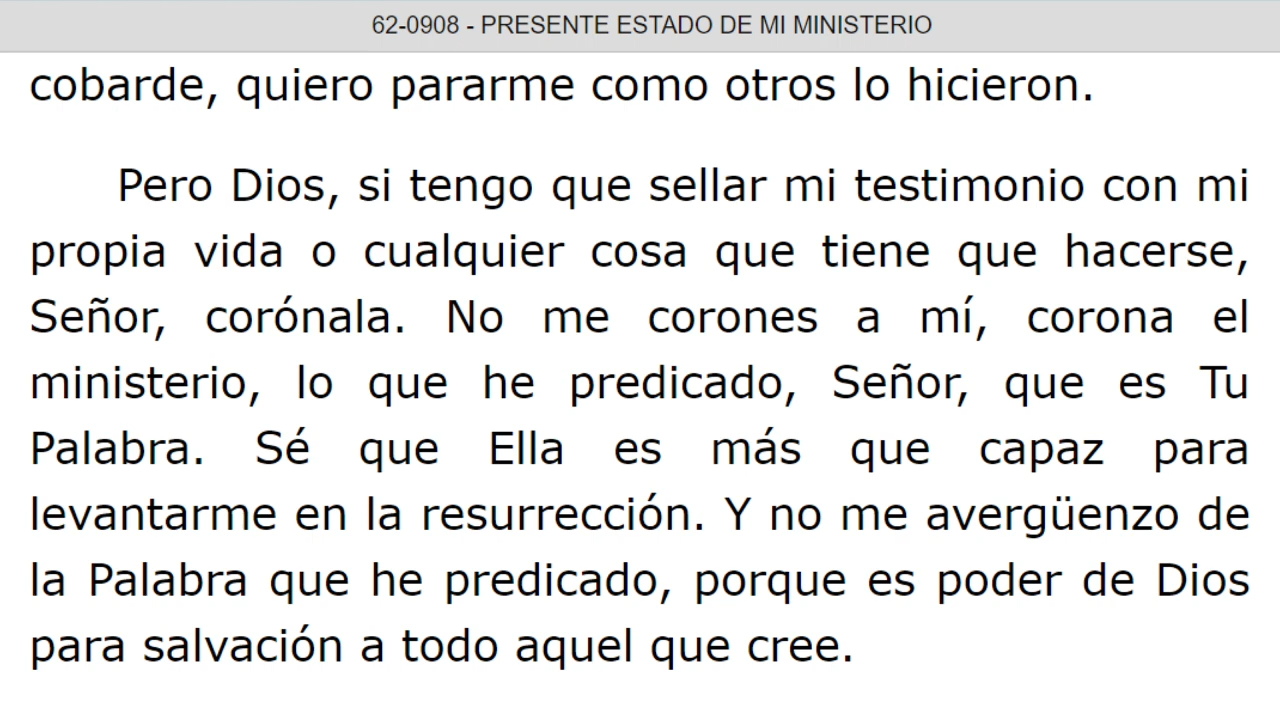 62-0908 - PRESENTE ESTADO DE MI MINISTERIO
cobarde, quiero pararme como otros lo hicieron.
Pero Dios, si tengo que sellar mi testimonio con mi
propia vida o cualquier cosa que tiene que hacerse,
Señor, corónala. No me corones a mí, corona el
ministerio, lo que he predicado, Señor, que es Tu
Palabra. Sé que Ella es más que capaz para
levantarme en la resurrección. Y no me avergüenzo de
la Palabra que he predicado, porque es poder de Dios
para salvación a todo aquel que cree.